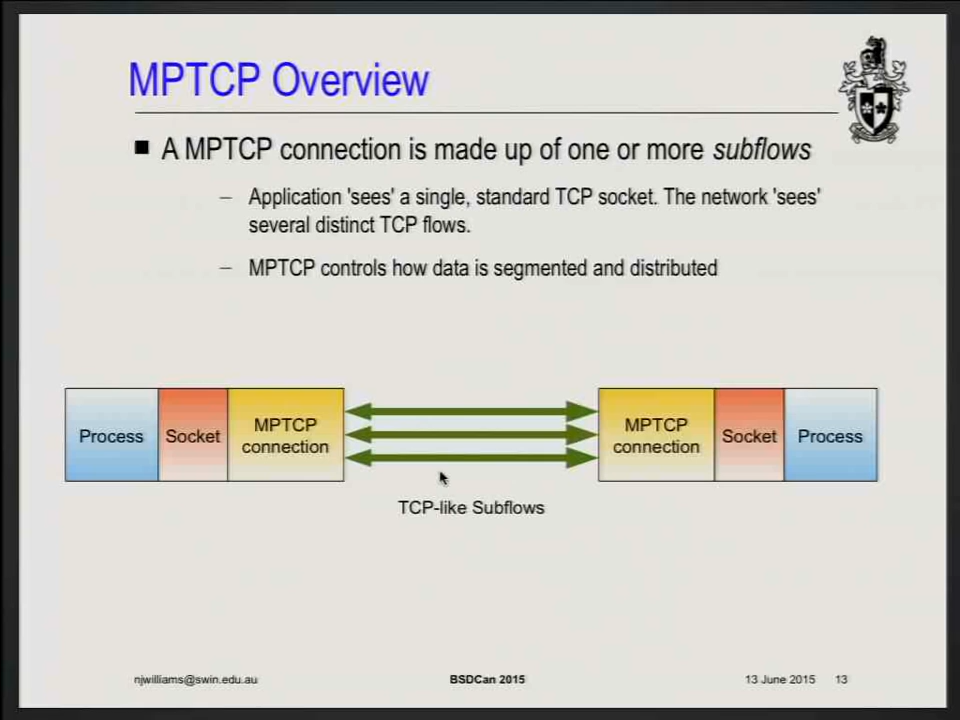 MPTCP Overview
A MPTCP connection is made up of one or more subflows
– Application 'sees' a single, standard TCP socket. The network 'sees'
several distinct TCP flows.
– MPTCP controls how data is segmented and distributed
Process
Socket
MPTCP
connection
MPTCP
connection
Socket
Process
TCP-like Subflows
njwilliams@swin.edu.au
BSDCan 2015
13 June 2015
13